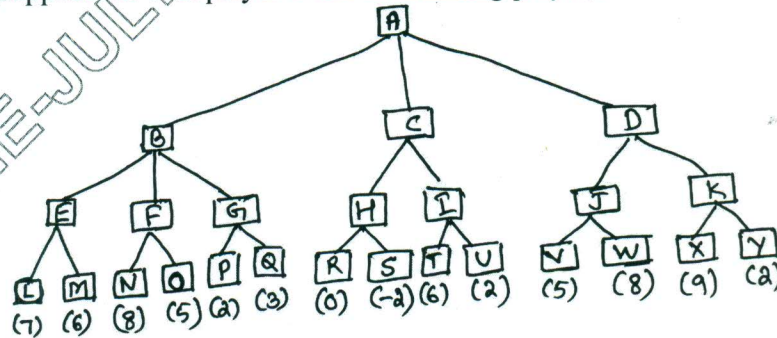 A
B C D
E F G H I J K
L M N O P Q R S T U V W X Y
(7) (6) (8) (5) (2) (3) (0) (-2) (6) (2) (5) (8) (9) (2)